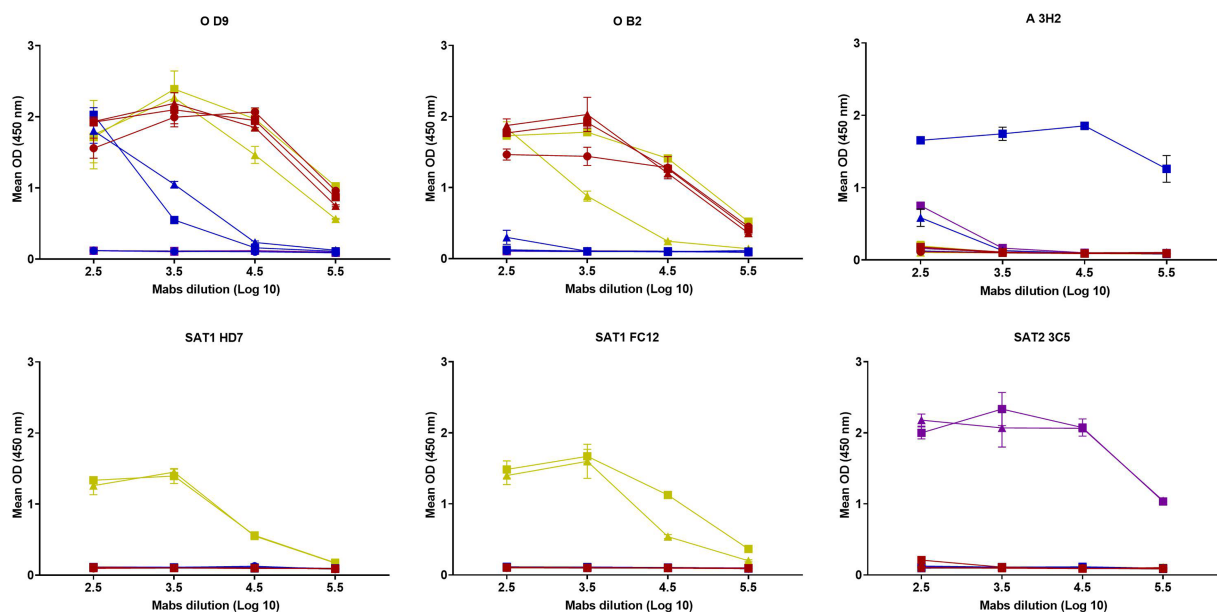 O D9
3
2
1
0
Mean OD (450 nm)
2.5 3.5 4.5 5.5
Mabs dilution (Log 10)
O B2
3
2
1
0
Mean OD (450 nm)
2.5 3.5 4.5 5.5
Mabs dilution (Log 10)
A 3H2
3
2
1
0
Mean OD (450 nm)
2.5 3.5 4.5 5.5
Mabs dilution (Log 10)
SAT1 HD7
3
2
1
0
Mean OD (450 nm)
2.5 3.5 4.5 5.5
Mabs dilution (Log 10)
SAT1 FC12
3
2
1
0
Mean OD (450 nm)
2.5 3.5 4.5 5.5
Mabs dilution (Log 10)
SAT2 3C5
3
2
1
0
Mean OD (450 nm)
2.5 3.5 4.5 5.5
Mabs dilution (Log 10)